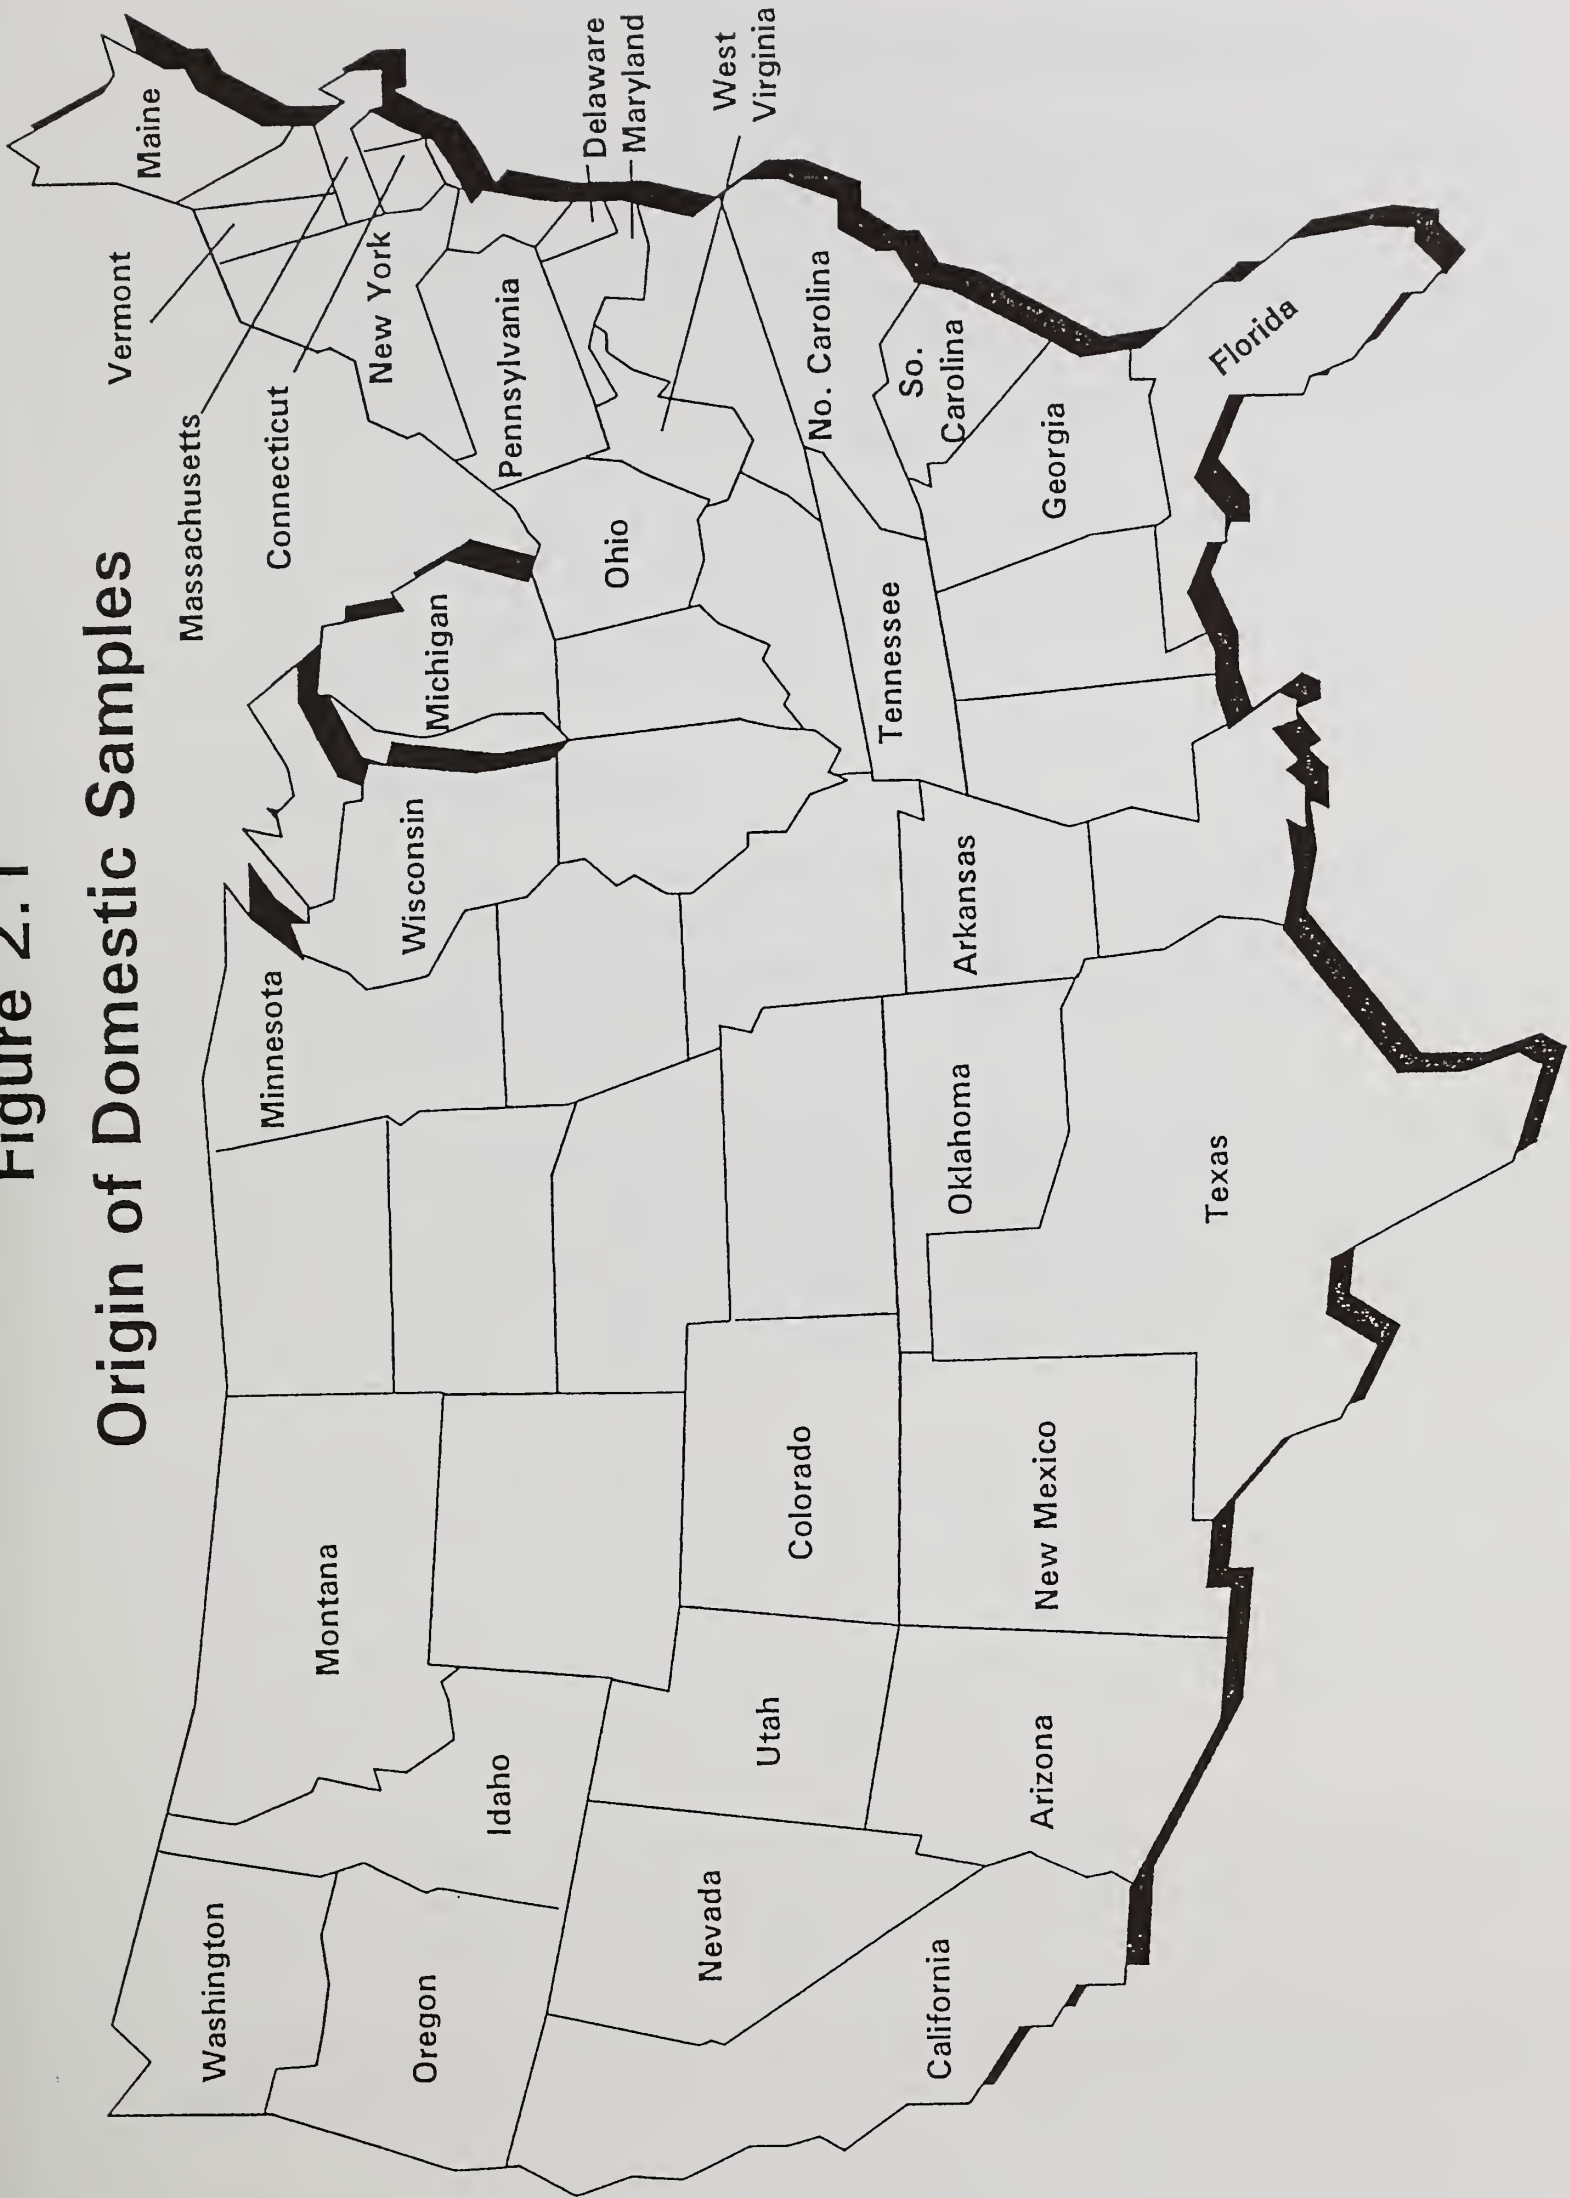 Figure 2.1
Origin of Domestic Samples
Washington
Oregon
California
Nevada
Idaho
Montana
Utah
Arizona
Colorado
New Mexico
Texas
Oklahoma
Minnesota
Wisconsin
Arkansas
Michigan
Tennessee
Ohio
Georgia
So.
Carolina
No. Carolina
Florida
Pennsylvania
New York
Massachusetts
Connecticut
Vermont
Maine
Delaware
Maryland
West
Virginia